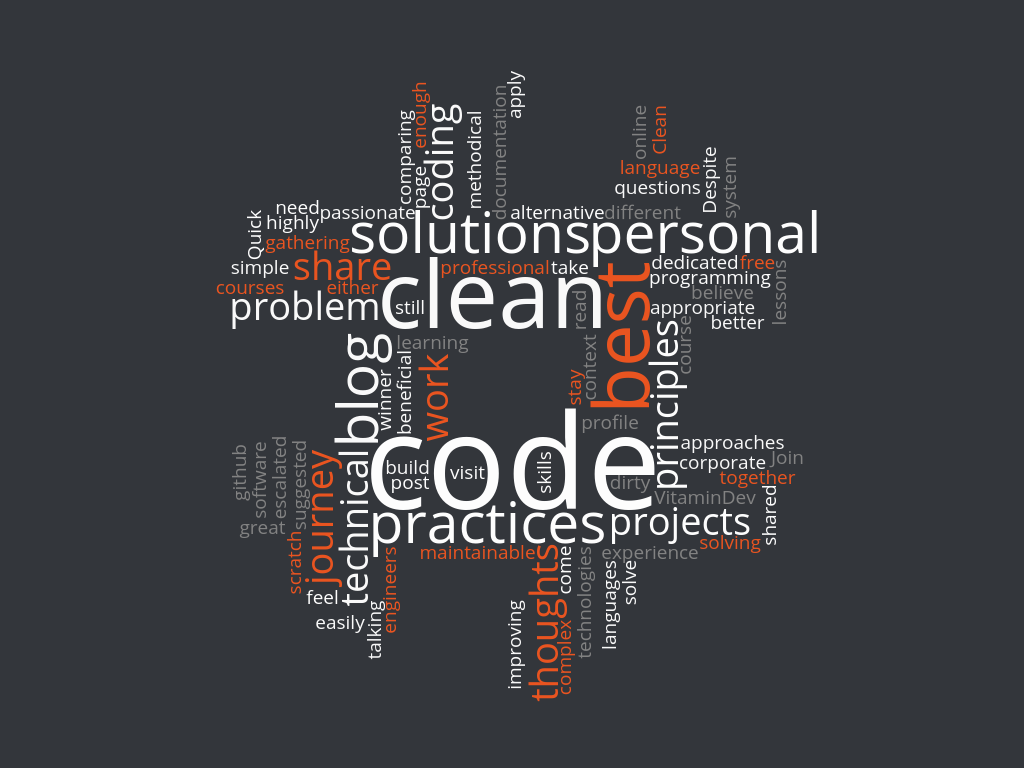 apply
enough
documentation
coding
comparing
methodical
page
online
Clean
language
questions
Despite
system
need
passionate
alternative
different
Quick
highly
gathering
solutions
personal
simple
share
professional
take
dedicated
free
courses
either
clean
best
programming
believe
lessons
problem
still
read
appropriate
better
learning
context
course
principles
blog
winner
beneficial
work
stay
profile
code
approaches
corporate
Join
together
build
post
visit
skills
dirty
VitaminDev
shared
github
software
escalated
suggested
great
journey
technical
practices
projects
solving
scratch
engineers
maintainable
thoughts
come
experience
technologies
languages
solve
feel
easily
talking
improving
complex